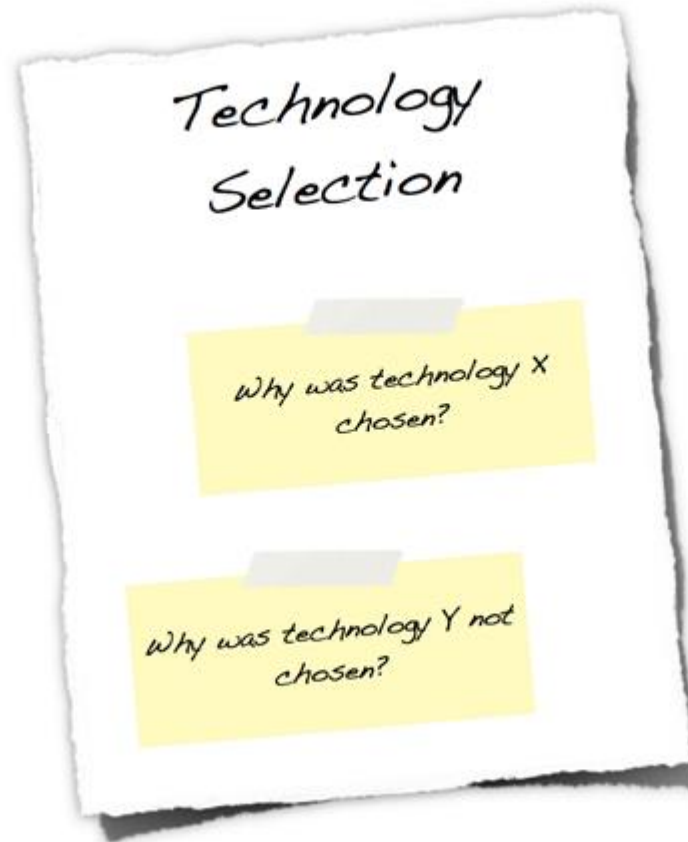 Technology
Selection
Why was technology X
chosen?
Why was technology Y not
chosen?